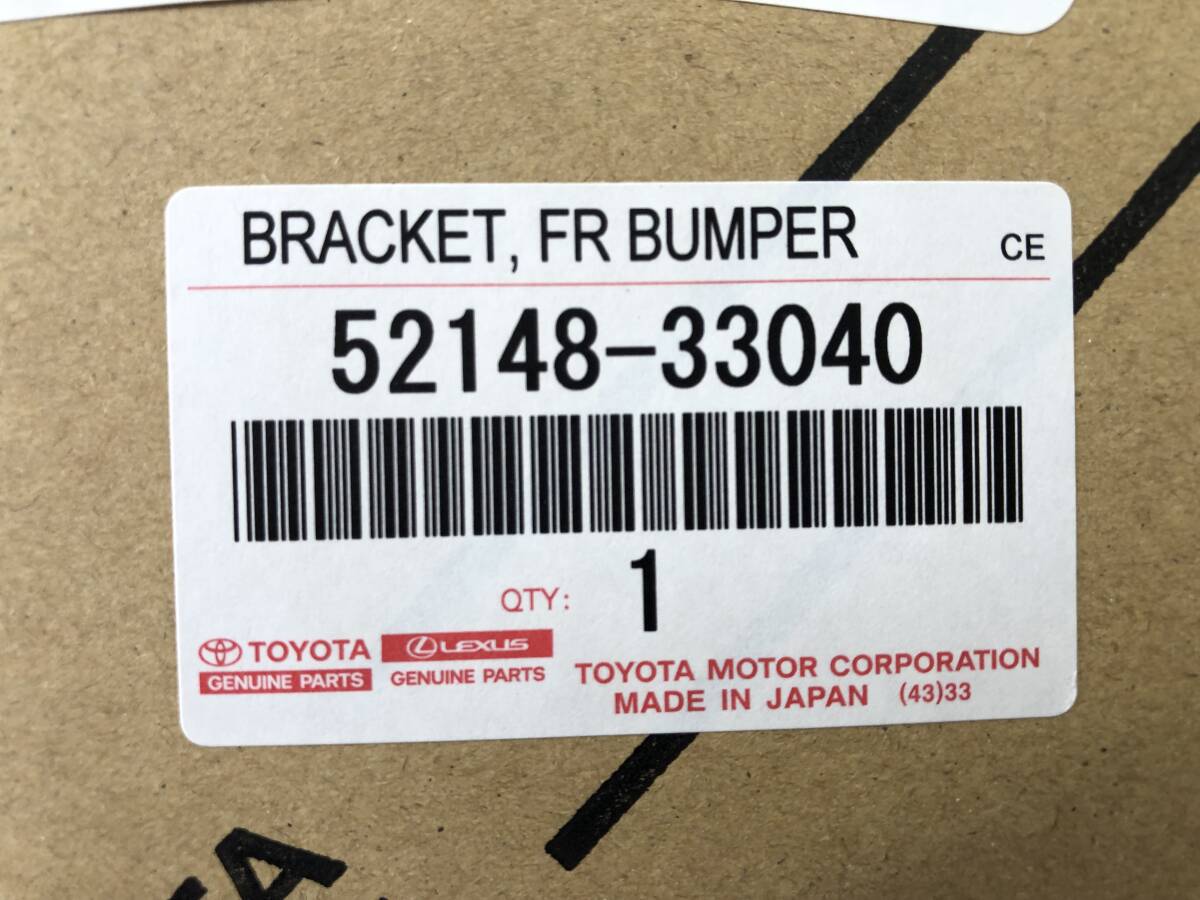 BRACKET, FR BUMPER CE
52148-33040
QTY: 1
TOYOTA LEXUS
GENUINE PARTS GENUINE PARTS
TOYOTA MOTOR CORPORATION
MADE IN JAPAN (43)33